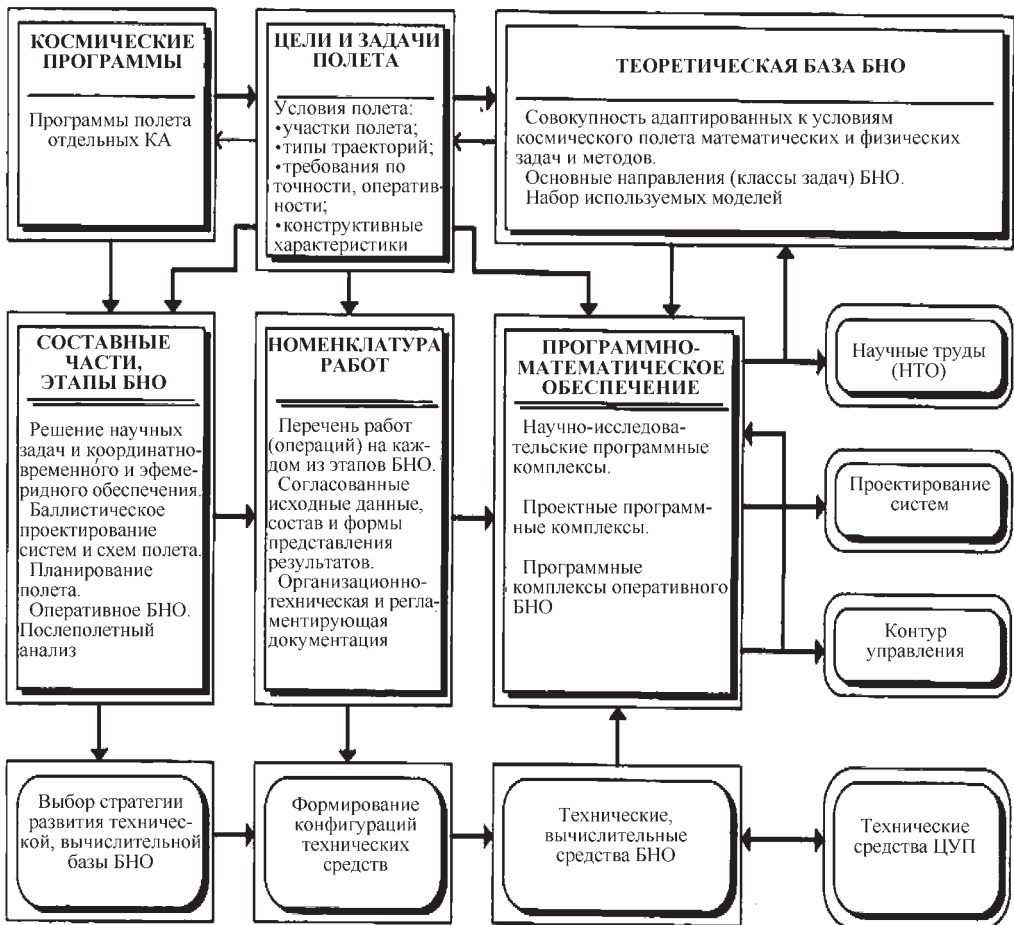 КОСМИЧЕСКИЕ
ПРОГРАММЫ
Программы полета
отдельных КА
ЦЕЛИ И ЗАДАЧИ
ПОЛЕТА
Условия полета:
•участки полета;
•типы траекторий;
•требования по
точности, оператив-
ности;
•конструктивные
характеристики
ТЕОРЕТИЧЕСКАЯ БАЗА БНО
Совокупность адаптированных к условиям
космического полета математических и физических
задач и методов.
Основные направления (классы задач) БНО.
Набор используемых моделей
СОСТАВНЫЕ
ЧАСТИ,
ЭТАПЫ БНО
Решение научных
задач и координатно-
временного и эфеме-
ридного обеспечения.
Баллистическое
проектирование
систем и схем полета.
Планирование
полета.
Оперативное БНО.
Послеполетный
анализ
НОМЕНКЛАТУРА
РАБОТ
Перечень работ
(операций) на каж-
дом из этапов БНО.
Согласованные
исходные данные,
состав и формы
представления
результатов.
Организационно-
техническая и регла-
ментирующая
документация
ПРОГРАММНО-
МАТЕМАТИЧЕСКОЕ
ОБЕСПЕЧЕНИЕ
Научно-исследова-
тельские программные
комплексы.
Проектные программ-
ные комплексы.
Программные
комплексы оперативного
БНО
Научные труды
(НТО)
Проектирование
систем
Контур
управления
Выбор стратегии
развития техничес-
кой, вычислительной
базы БНО
Формирование
конфигураций
технических
средств
Технические,
вычислительные
средства БНО
Технические
средства ЦУП